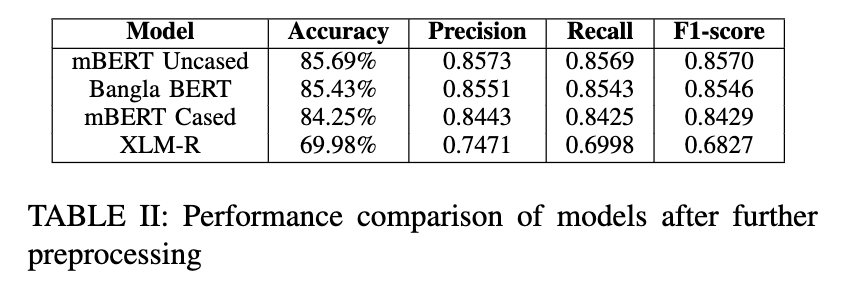 Model Accuracy Precision Recall F1-score
mBERT Uncased 85.69% 0.8573 0.8569 0.8570
Bangla BERT 85.43% 0.8551 0.8543 0.8546
mBERT Cased 84.25% 0.8443 0.8425 0.8429
XLM-R 69.98% 0.7471 0.6998 0.6827
TABLE II: Performance comparison of models after further
preprocessing